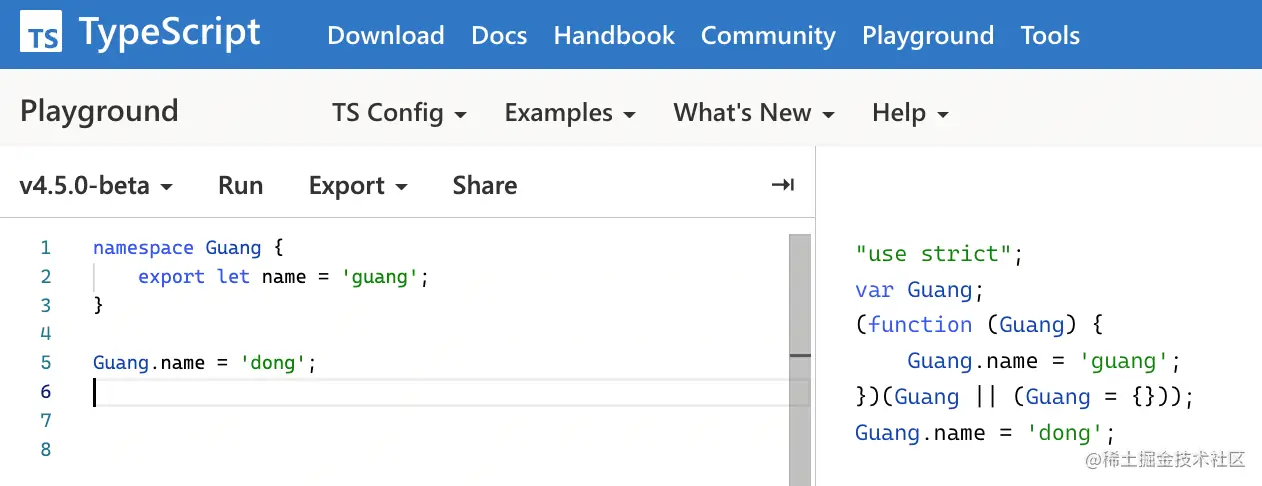 TS TypeScript Download Docs Handbook Community Playground Tools
Playground TS Config Examples What's New Help
v4.5.0-beta Run Export Share
1 namespace Guang {
2     export let name = 'guang';
3 }
4
5 Guang.name = 'dong';
6
7
8
"use strict";
var Guang;
(function (Guang) {
    Guang.name = 'guang';
})(Guang || (Guang = {}));
Guang.name = 'dong';
@稀土掘金技术社区